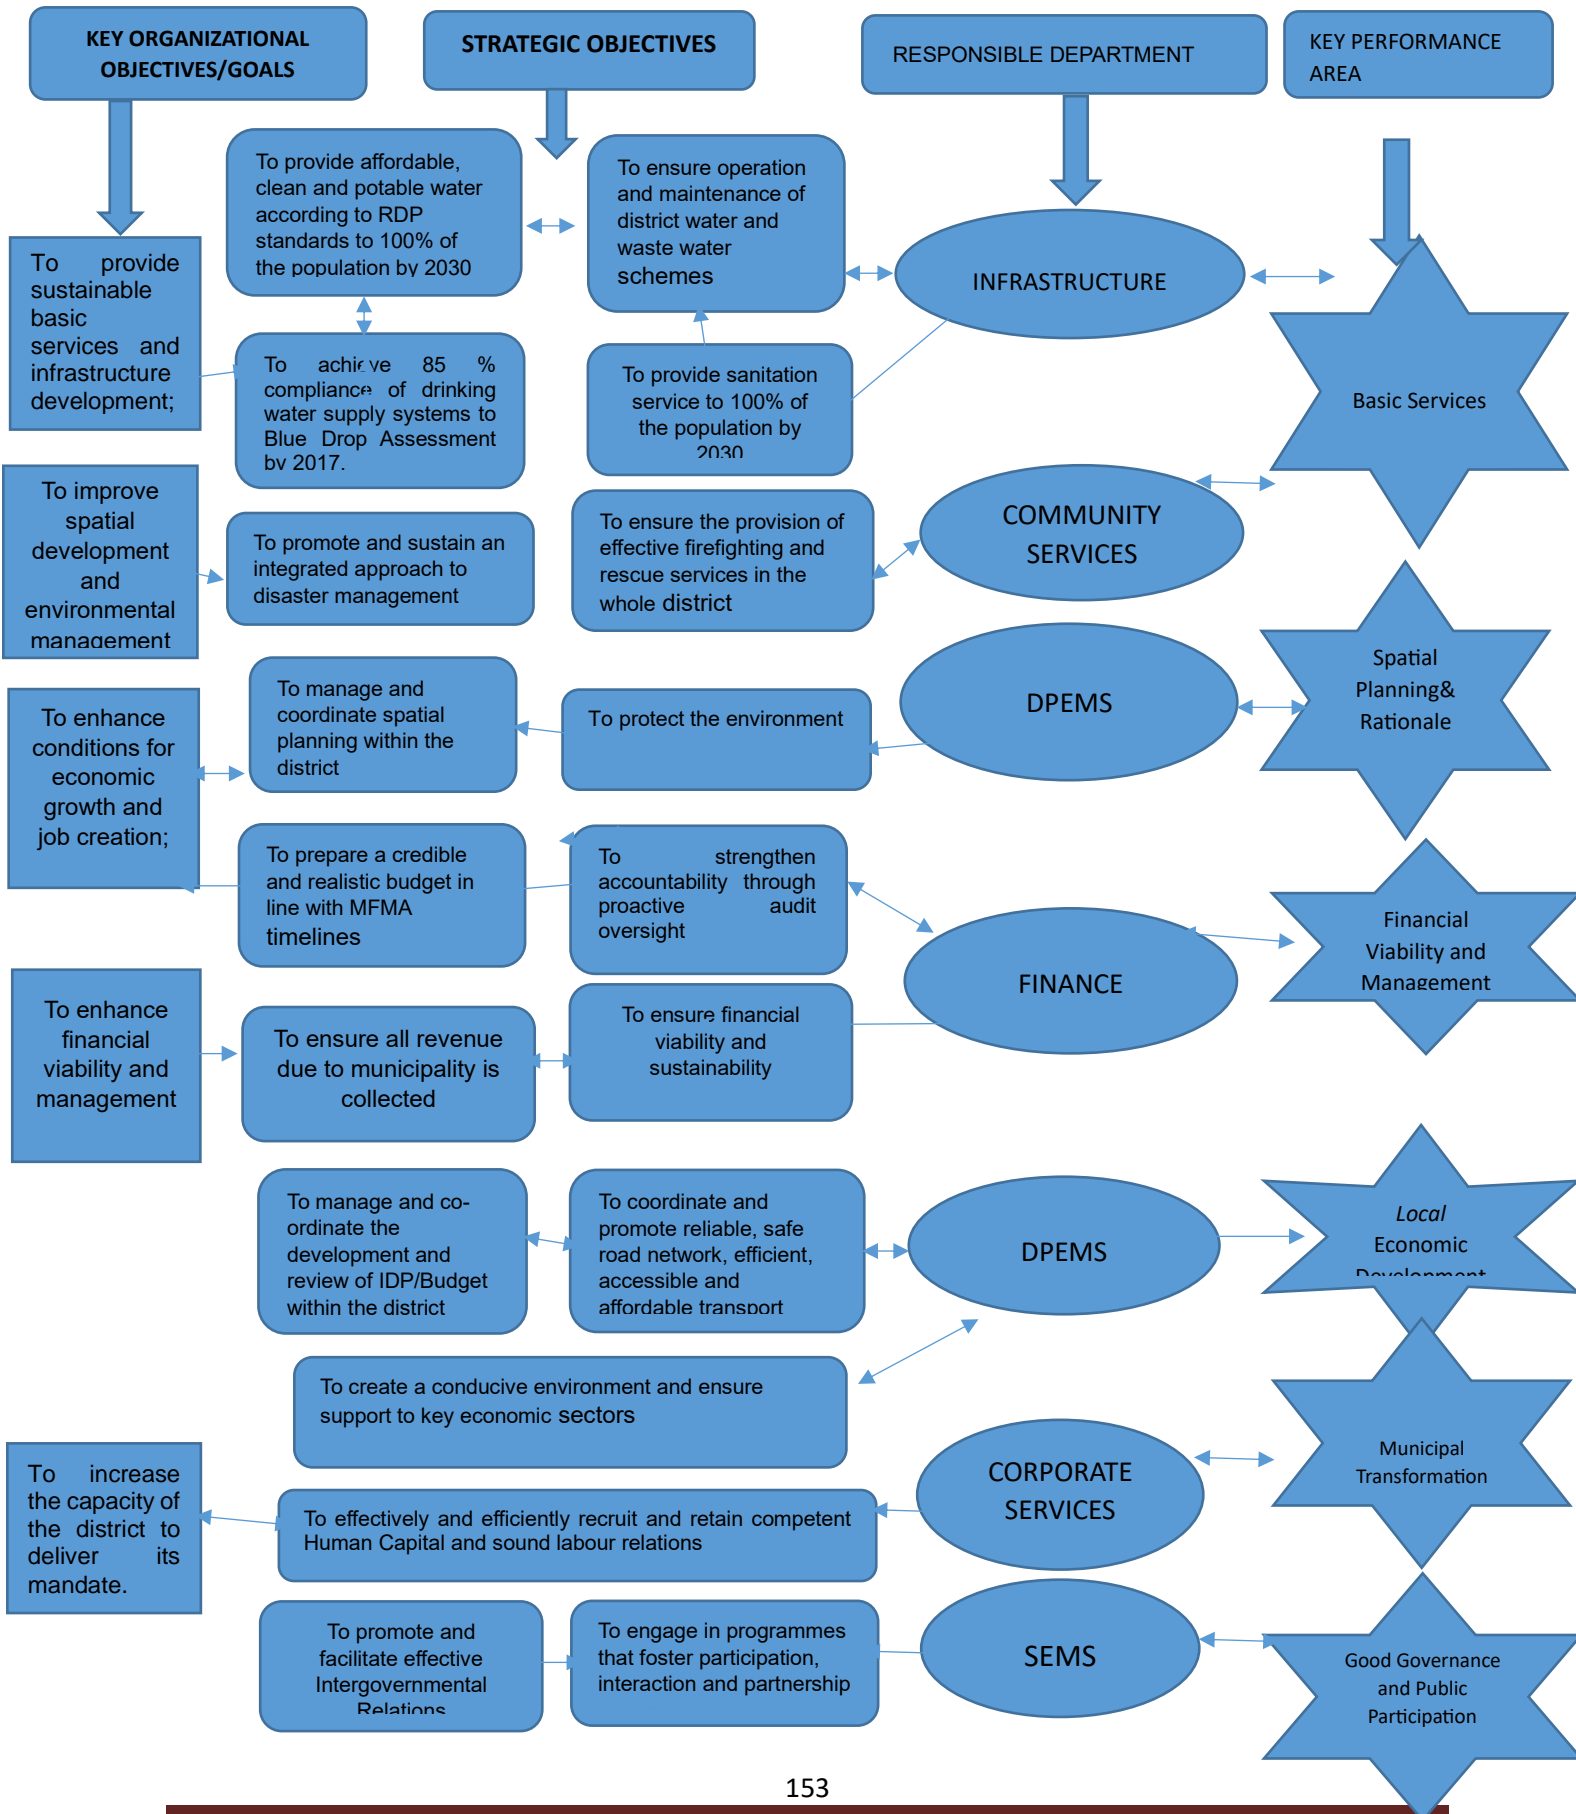 KEY ORGANIZATIONAL
OBJECTIVES/GOALS
STRATEGIC OBJECTIVES
RESPONSIBLE DEPARTMENT
KEY PERFORMANCE
AREA
To provide
sustainable
basic
services and
infrastructure
development;
To provide affordable,
clean and potable water
according to RDP
standards to 100% of
the population by 2030
To ensure operation
and maintenance of
district water and
waste water
schemes
INFRASTRUCTURE
Basic Services
To achieve 85 %
compliance of drinking
water supply systems to
Blue Drop Assessment
by 2017.
To provide sanitation
service to 100% of
the population by
2030
To improve
spatial
development
and
environmental
management
To promote and sustain an
integrated approach to
disaster management
To ensure the provision of
effective firefighting and
rescue services in the
whole district
COMMUNITY
SERVICES
To enhance
conditions for
economic
growth and
job creation;
To manage and
coordinate spatial
planning within the
district
To protect the environment
DPEMS
Spatial
Planning&
Rationale
To prepare a credible
and realistic budget in
line with MFMA
timelines
To strengthen
accountability through
proactive audit
oversight
FINANCE
Financial
Viability and
Management
To enhance
financial
viability and
management
To ensure all revenue
due to municipality is
collected
To ensure financial
viability and
sustainability
To manage and co-
ordinate the
development and
review of IDP/Budget
within the district
To coordinate and
promote reliable, safe
road network, efficient,
accessible and
affordable transport
DPEMS
Local
Economic
Development
To create a conducive environment and ensure
support to key economic sectors
To increase
the capacity of
the district to
deliver its
mandate.
To effectively and efficiently recruit and retain competent
Human Capital and sound labour relations
CORPORATE
SERVICES
Municipal
Transformation
To promote and
facilitate effective
Intergovernmental
Relations
To engage in programmes
that foster participation,
interaction and partnership
SEMS
Good Governance
and Public
Participation
153